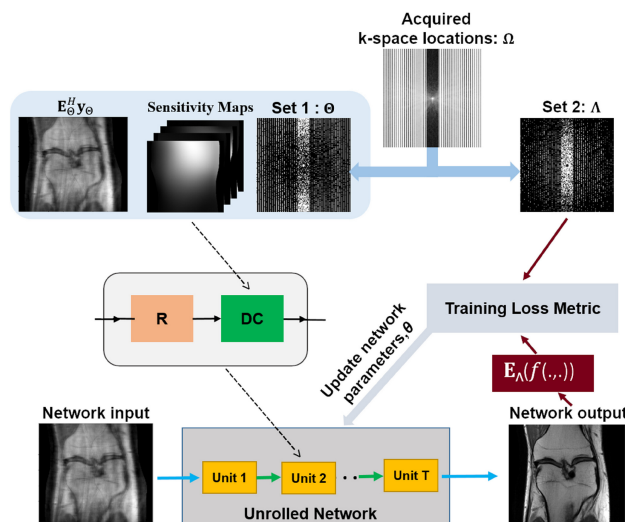 Acquired
k-space locations: Ω
𝐄_Θ^H 𝐲_Θ
Sensitivity Maps
Set 1 : Θ
Set 2: Λ
R
DC
Training Loss Metric
Update network
parameters, θ
𝐄_Λ(f(.,.))
Network input
Network output
Unit 1
Unit 2
··
Unit T
Unrolled Network